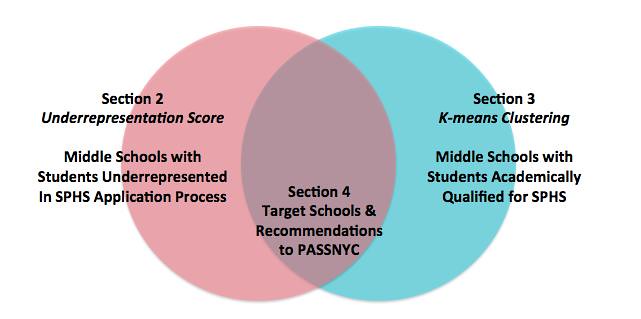 Section 2
Underrepresentation Score
Middle Schools with
Students Underrepresented
In SPHS Application Process
Section 3
K-means Clustering
Middle Schools with
Students Academically
Qualified for SPHS
Section 4
Target Schools &
Recommendations
to PASSNYC